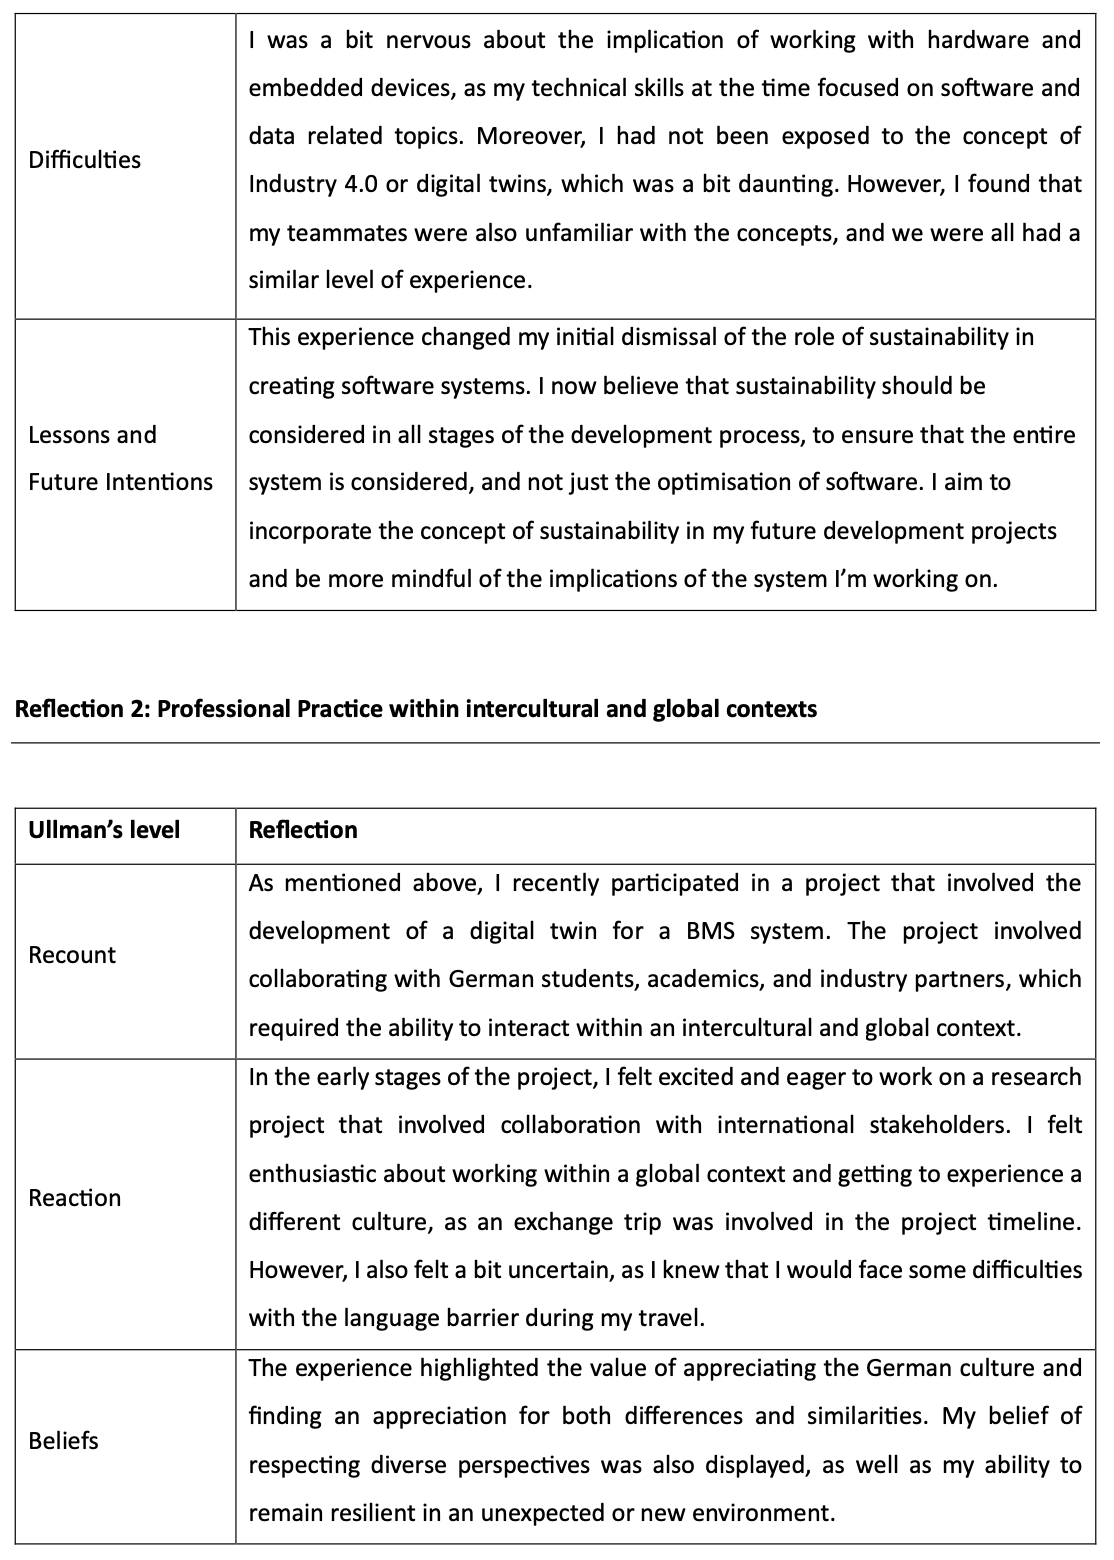 I was a bit nervous about the implication of working with hardware and
embedded devices, as my technical skills at the time focused on software and
data related topics. Moreover, I had not been exposed to the concept of
Difficulties
Industry 4.0 or digital twins, which was a bit daunting. However, I found that
my teammates were also unfamiliar with the concepts, and we were all had a
similar level of experience.
This experience changed my initial dismissal of the role of sustainability in
creating software systems. I now believe that sustainability should be
Lessons and
considered in all stages of the development process, to ensure that the entire
Future Intentions
system is considered, and not just the optimisation of software. I aim to
incorporate the concept of sustainability in my future development projects
and be more mindful of the implications of the system I'm working on.
Reflection 2: Professional Practice within intercultural and global contexts
Ullman's level
Reflection
As mentioned above, I recently participated in a project that involved the
development of a digital twin for a BMS system. The project involved
Recount
collaborating with German students, academics, and industry partners, which
required the ability to interact within an intercultural and global context.
In the early stages of the project, I felt excited and eager to work on a research
project that involved collaboration with international stakeholders. I felt
enthusiastic about working within a global context and getting to experience a
Reaction
different culture, as an exchange trip was involved in the project timeline.
However, I also felt a bit uncertain, as I knew that I would face some difficulties
with the language barrier during my travel.
The experience highlighted the value of appreciating the German culture and
finding an appreciation for both differences and similarities. My belief of
Beliefs
respecting diverse perspectives was also displayed, as well as my ability to
remain resilient in an unexpected or new environment.